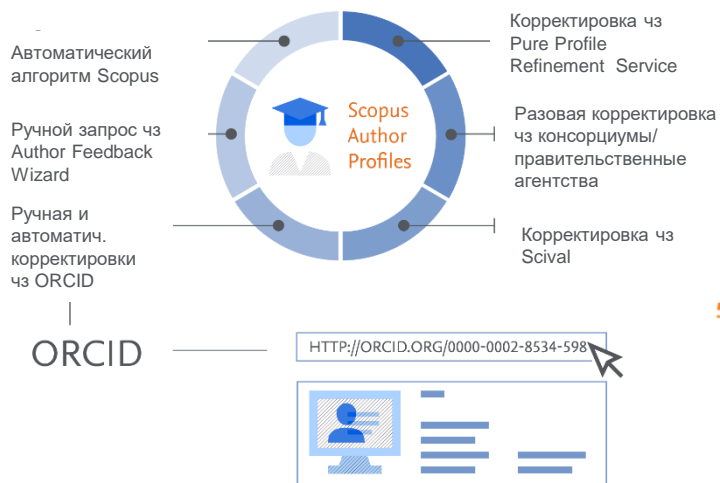 Автоматический
алгоритм Scopus
Ручной запрос чз
Author Feedback
Wizard
Ручная и
автоматич.
корректировки
чз ORCID
Scopus
Author
Profiles
Корректировка чз
Pure Profile
Refinement Service
Разовая корректировка
чз консорциумы/
правительственные
агентства
Корректировка чз
Scival
ORCID
HTTP://ORCID.ORG/0000-0002-8534-598